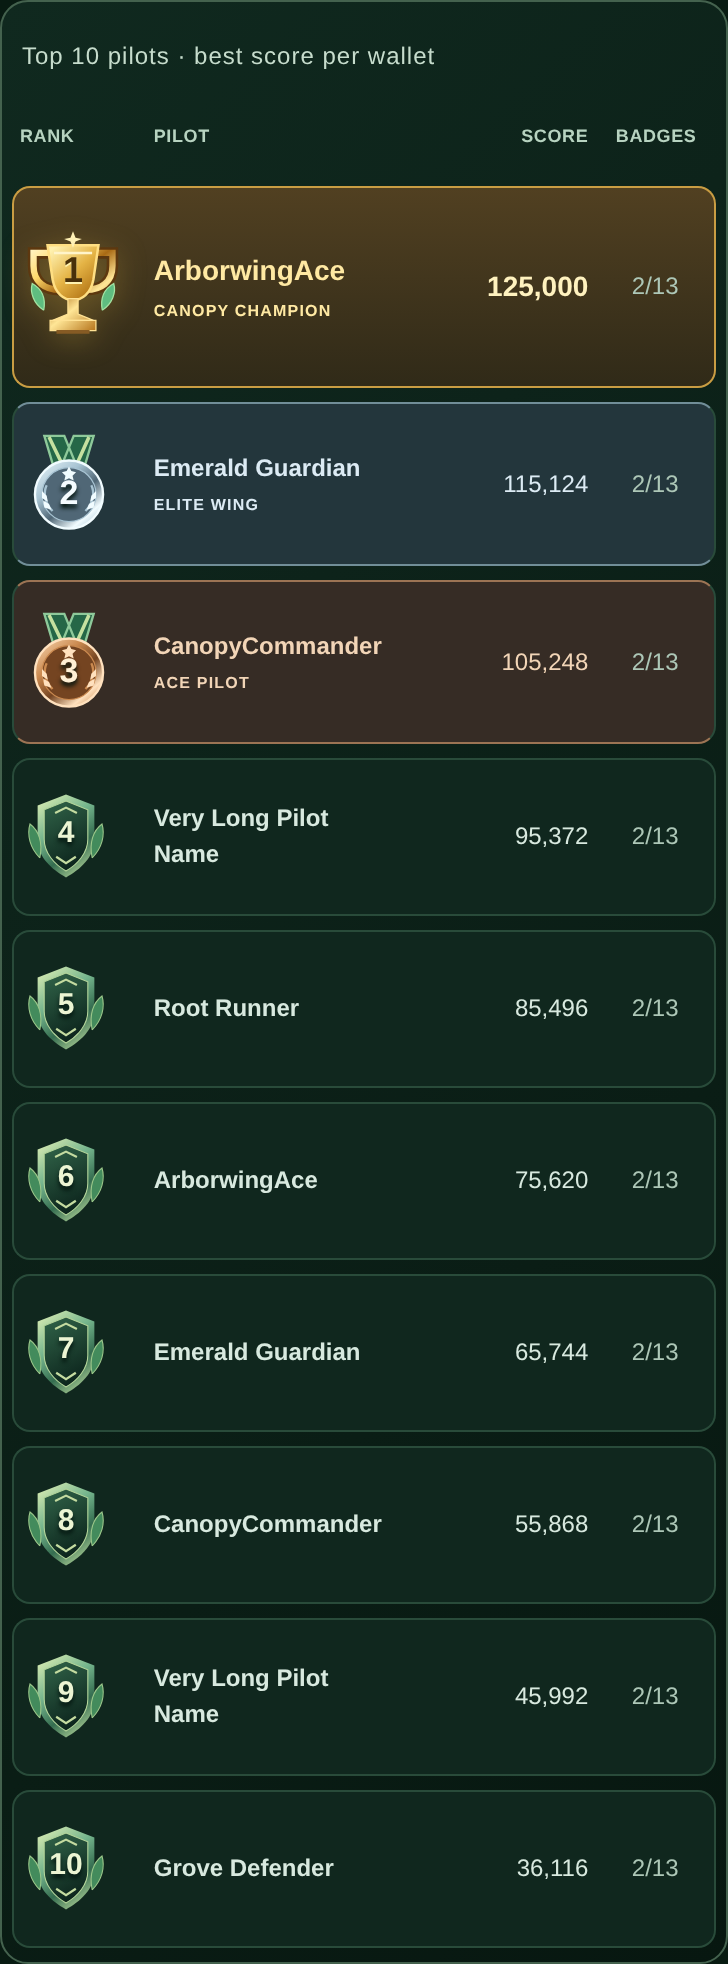 Top 10 pilots · best score per wallet
RANK PILOT SCORE BADGES
1 ArborwingAce 125,000 2/13
CANOPY CHAMPION
2 Emerald Guardian 115,124 2/13
ELITE WING
3 CanopyCommander 105,248 2/13
ACE PILOT
4 Very Long Pilot 95,372 2/13
Name
5 Root Runner 85,496 2/13
6 ArborwingAce 75,620 2/13
7 Emerald Guardian 65,744 2/13
8 CanopyCommander 55,868 2/13
9 Very Long Pilot 45,992 2/13
Name
10 Grove Defender 36,116 2/13